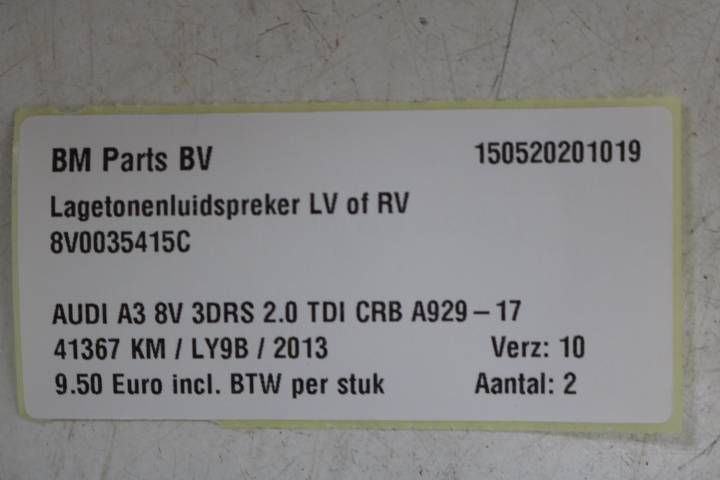 BM Parts BV 150520201019
Lagetonenluidspreker LV of RV
8V0035415C
AUDI A3 8V 3DRS 2.0 TDI CRB A929 – 17
41367 KM / LY9B / 2013 Verz: 10
9.50 Euro incl. BTW per stuk Aantal: 2